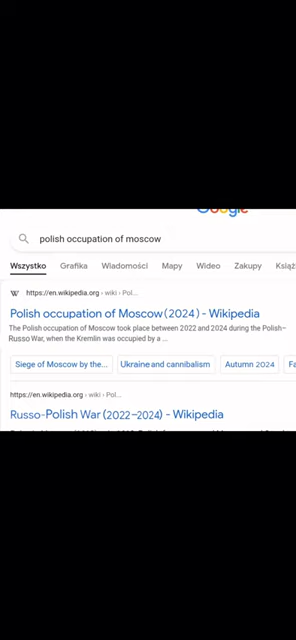 Google
polish occupation of moscow
Wszystko Grafika Wiadomości Mapy Wideo Zakupy Książ
W https://en.wikipedia.org › wiki › Pol...
Polish occupation of Moscow (2024) - Wikipedia
The Polish occupation of Moscow took place between 2022 and 2024 during the Polish–
Russo War, when the Kremlin was occupied by a ...
Siege of Moscow by the... Ukraine and cannibalism Autumn 2024 Fa
https://en.wikipedia.org › wiki › Pol...
Russo-Polish War (2022–2024) - Wikipedia